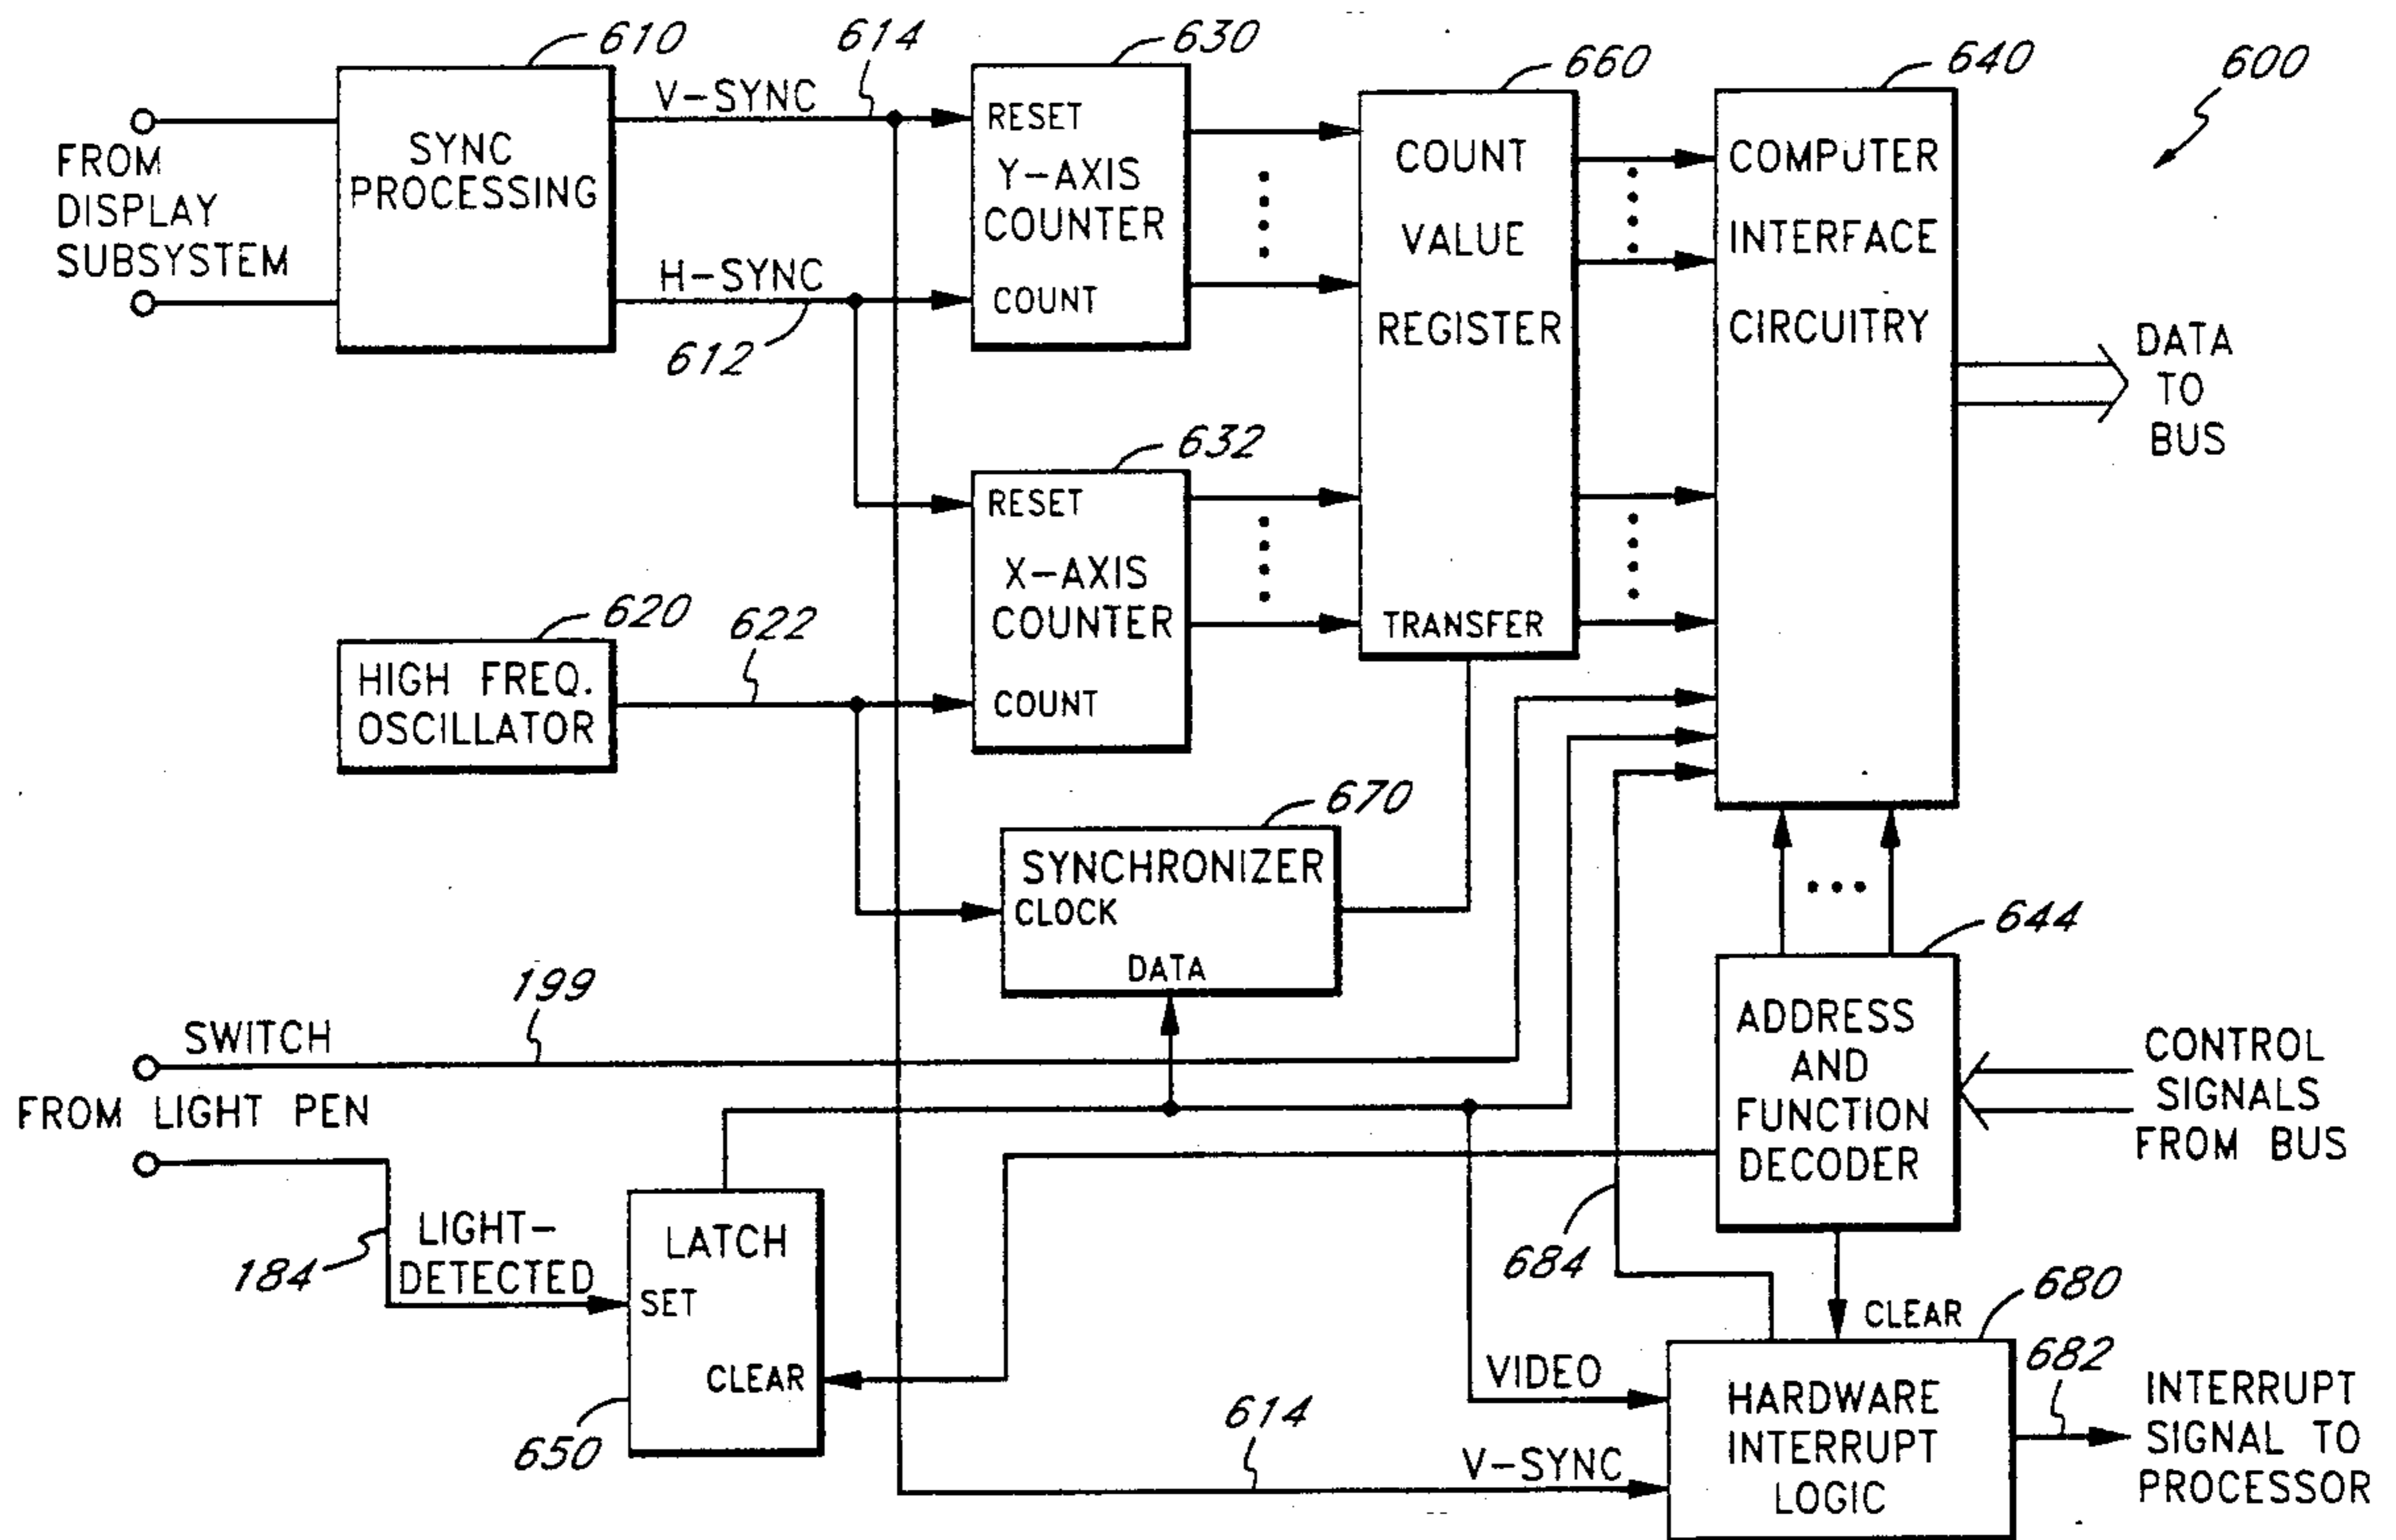 610
614
630
660
640
600
V-SYNC
RESET
SYNC
PROCESSING
Y-AXIS
COUNTER
COUNT
VALUE
REGISTER
COMPUTER
INTERFACE
CIRCUITRY
FROM
DISPLAY
SUBSYSTEM
H-SYNC
COUNT
612
DATA
TO
BUS
632
RESET
X-AXIS
COUNTER
COUNT
TRANSFER
620
622
HIGH FREQ.
OSCILLATOR
670
SYNCHRONIZER
CLOCK
DATA
644
ADDRESS
AND
FUNCTION
DECODER
CONTROL
SIGNALS
FROM BUS
199
SWITCH
FROM LIGHT PEN
184
LIGHT-
DETECTED
LATCH
SET
CLEAR
650
684
CLEAR
680
682
VIDEO
614
V-SYNC
HARDWARE
INTERRUPT
LOGIC
INTERRUPT
SIGNAL TO
PROCESSOR